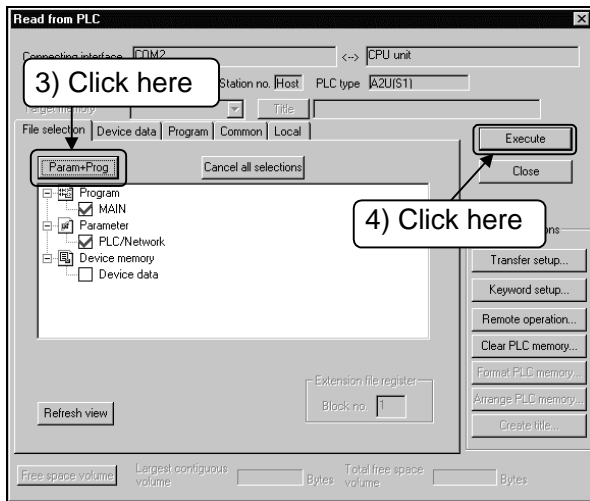 Read from PLC
Connecting interface COM2 <--> CPU unit
3) Click here
Station no. Host PLC type A2U(S1)
Target memory Title
File selection Device data Program Common Local
Param+Prog Cancel all selections
Execute
Close
Program
MAIN
Parameter
PLC/Network
Device memory
Device data
4) Click here
Transfer setup...
Keyword setup...
Remote operation...
Clear PLC memory...
Format PLC memory...
Arrange PLC memory...
Create title...
Extension file register
Block no. 1
Refresh view
Free space volume Largest contiguous volume Bytes Total free space volume Bytes